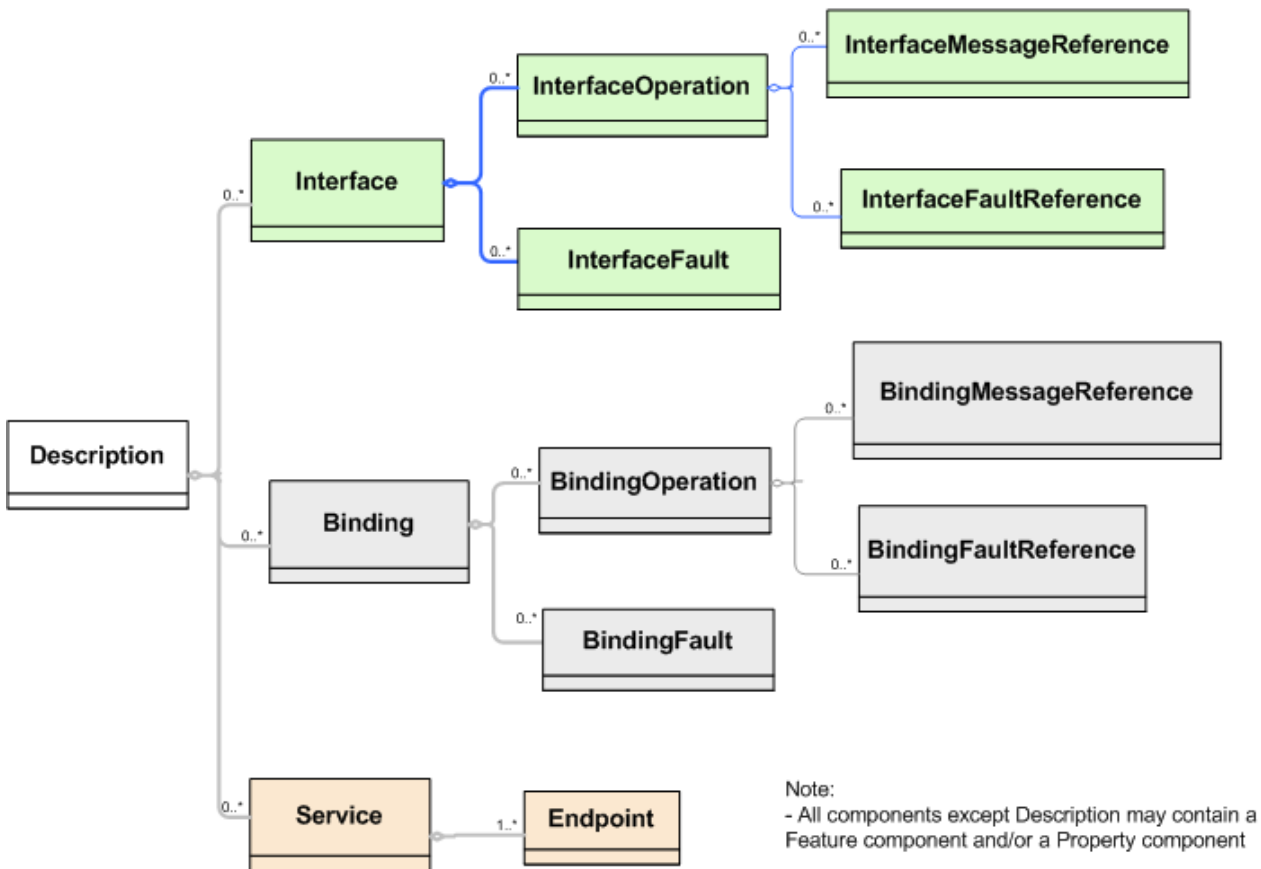 0..*
InterfaceMessageReference
0..*
InterfaceOperation
Interface
0..*
0..*
InterfaceFaultReference
0..*
InterfaceFault
BindingMessageReference
0..*
Description
0..*
BindingOperation
0..*
Binding
BindingFaultReference
0..*
0..*
BindingFault
Note:
- All components except Description may contain a
Feature component and/or a Property component
0..*
Service
1..*
Endpoint